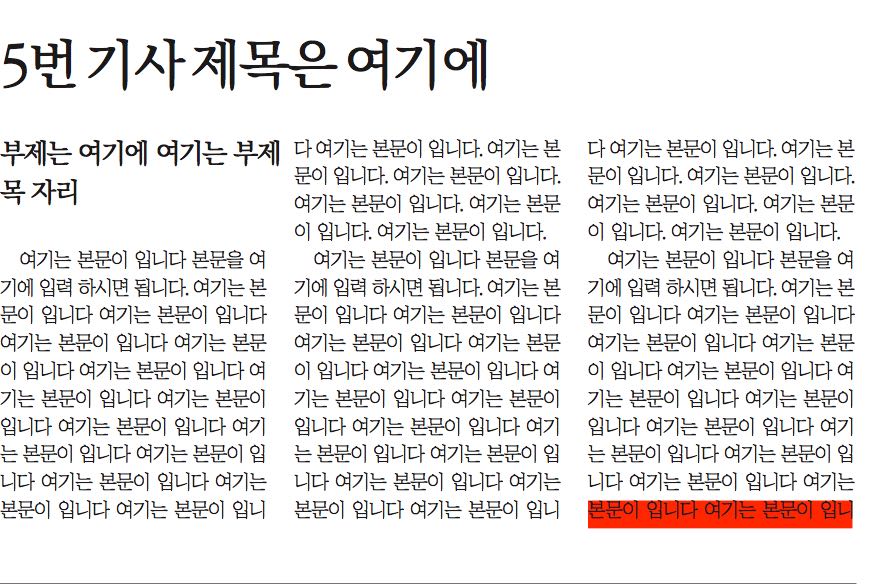 5번 기사 제목은 여기에
부제는 여기에 여기는 부제
목 자리
여기는 본문이 입니다 본문을 여
기에 입력 하시면 됩니다. 여기는 본
문이 입니다 여기는 본문이 입니다
여기는 본문이 입니다 여기는 본문
이 입니다 여기는 본문이 입니다 여
기는 본문이 입니다 여기는 본문이
입니다 여기는 본문이 입니다 여기
는 본문이 입니다 여기는 본문이 입
니다 여기는 본문이 입니다 여기는
본문이 입니다 여기는 본문이 입니
다 여기는 본문이 입니다. 여기는 본
문이 입니다. 여기는 본문이 입니다.
여기는 본문이 입니다. 여기는 본문
이 입니다. 여기는 본문이 입니다.
여기는 본문이 입니다 본문을 여
기에 입력 하시면 됩니다. 여기는 본
문이 입니다 여기는 본문이 입니다
여기는 본문이 입니다 여기는 본문
이 입니다 여기는 본문이 입니다 여
기는 본문이 입니다 여기는 본문이
입니다 여기는 본문이 입니다 여기
는 본문이 입니다 여기는 본문이 입
니다 여기는 본문이 입니다 여기는
본문이 입니다 여기는 본문이 입니
다 여기는 본문이 입니다. 여기는 본
문이 입니다. 여기는 본문이 입니다.
여기는 본문이 입니다. 여기는 본문
이 입니다. 여기는 본문이 입니다.
여기는 본문이 입니다 본문을 여
기에 입력 하시면 됩니다. 여기는 본
문이 입니다 여기는 본문이 입니다
여기는 본문이 입니다 여기는 본문
이 입니다 여기는 본문이 입니다 여
기는 본문이 입니다 여기는 본문이
입니다 여기는 본문이 입니다 여기
는 본문이 입니다 여기는 본문이 입
니다 여기는 본문이 입니다 여기는
본문이 입니다 여기는 본문이 입니